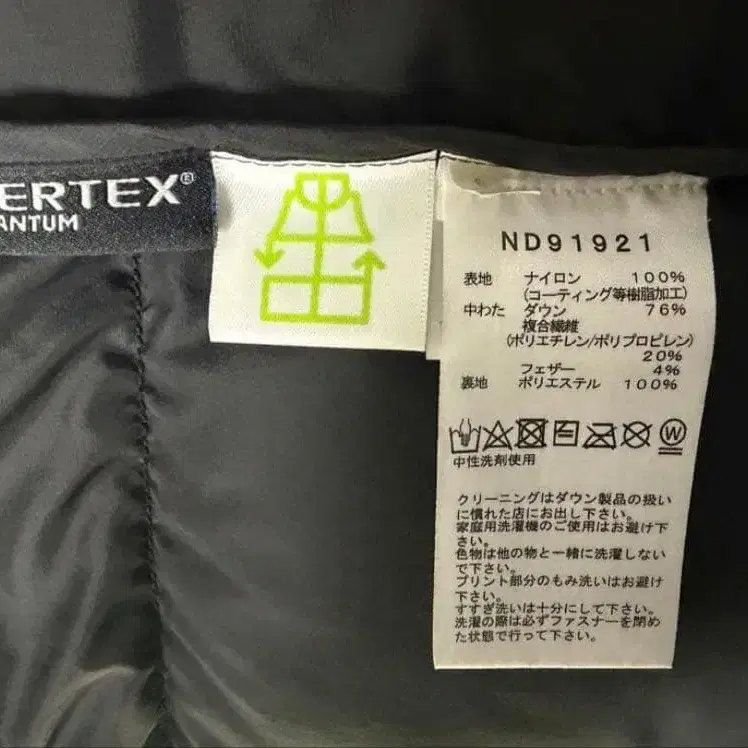 ERTEX®
ANTUM
ND91921
表地 ナイロン 100%
(コーティング等樹脂加工)
中わた ダウン 76%
複合繊維
(ポリエチレン/ポリプロピレン)
20%
フェザー 4%
裏地 ポリエステル 100%
W
中性洗剤使用
クリーニングはダウン製品の扱い
に慣れた店にお出し下さい。
家庭用洗濯機のご使用はお避け下
さい。
色物は他の物と一緒に洗濯しない
で下さい。
プリント部分のもみ洗いはお避け
下さい。
すすぎ洗いは十分にして下さい。
洗濯の際は必ずファスナーを閉め
た状態で行って下さい。